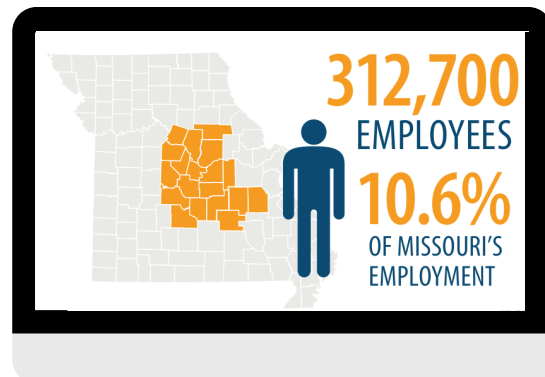 312,700
EMPLOYEES
10.6%
OF MISSOURI'S
EMPLOYMENT